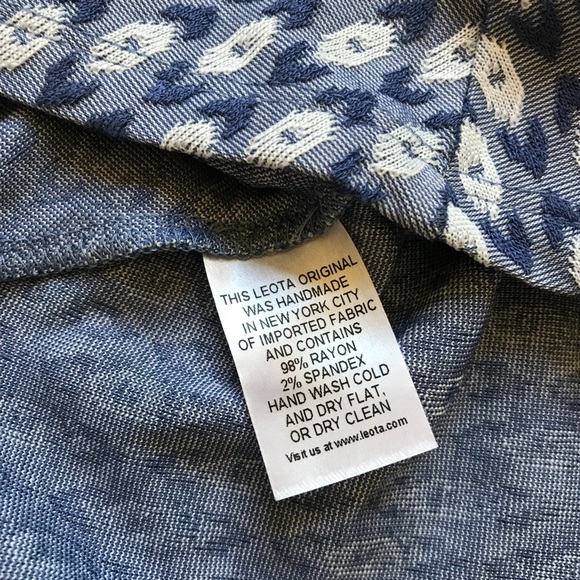 THIS LEOTA ORIGINAL
WAS HANDMADE
IN NEW YORK CITY
OF IMPORTED FABRIC
AND CONTAINS
98% RAYON
2% SPANDEX
HAND WASH COLD
AND DRY FLAT,
OR DRY CLEAN
Visit us at www.leota.com